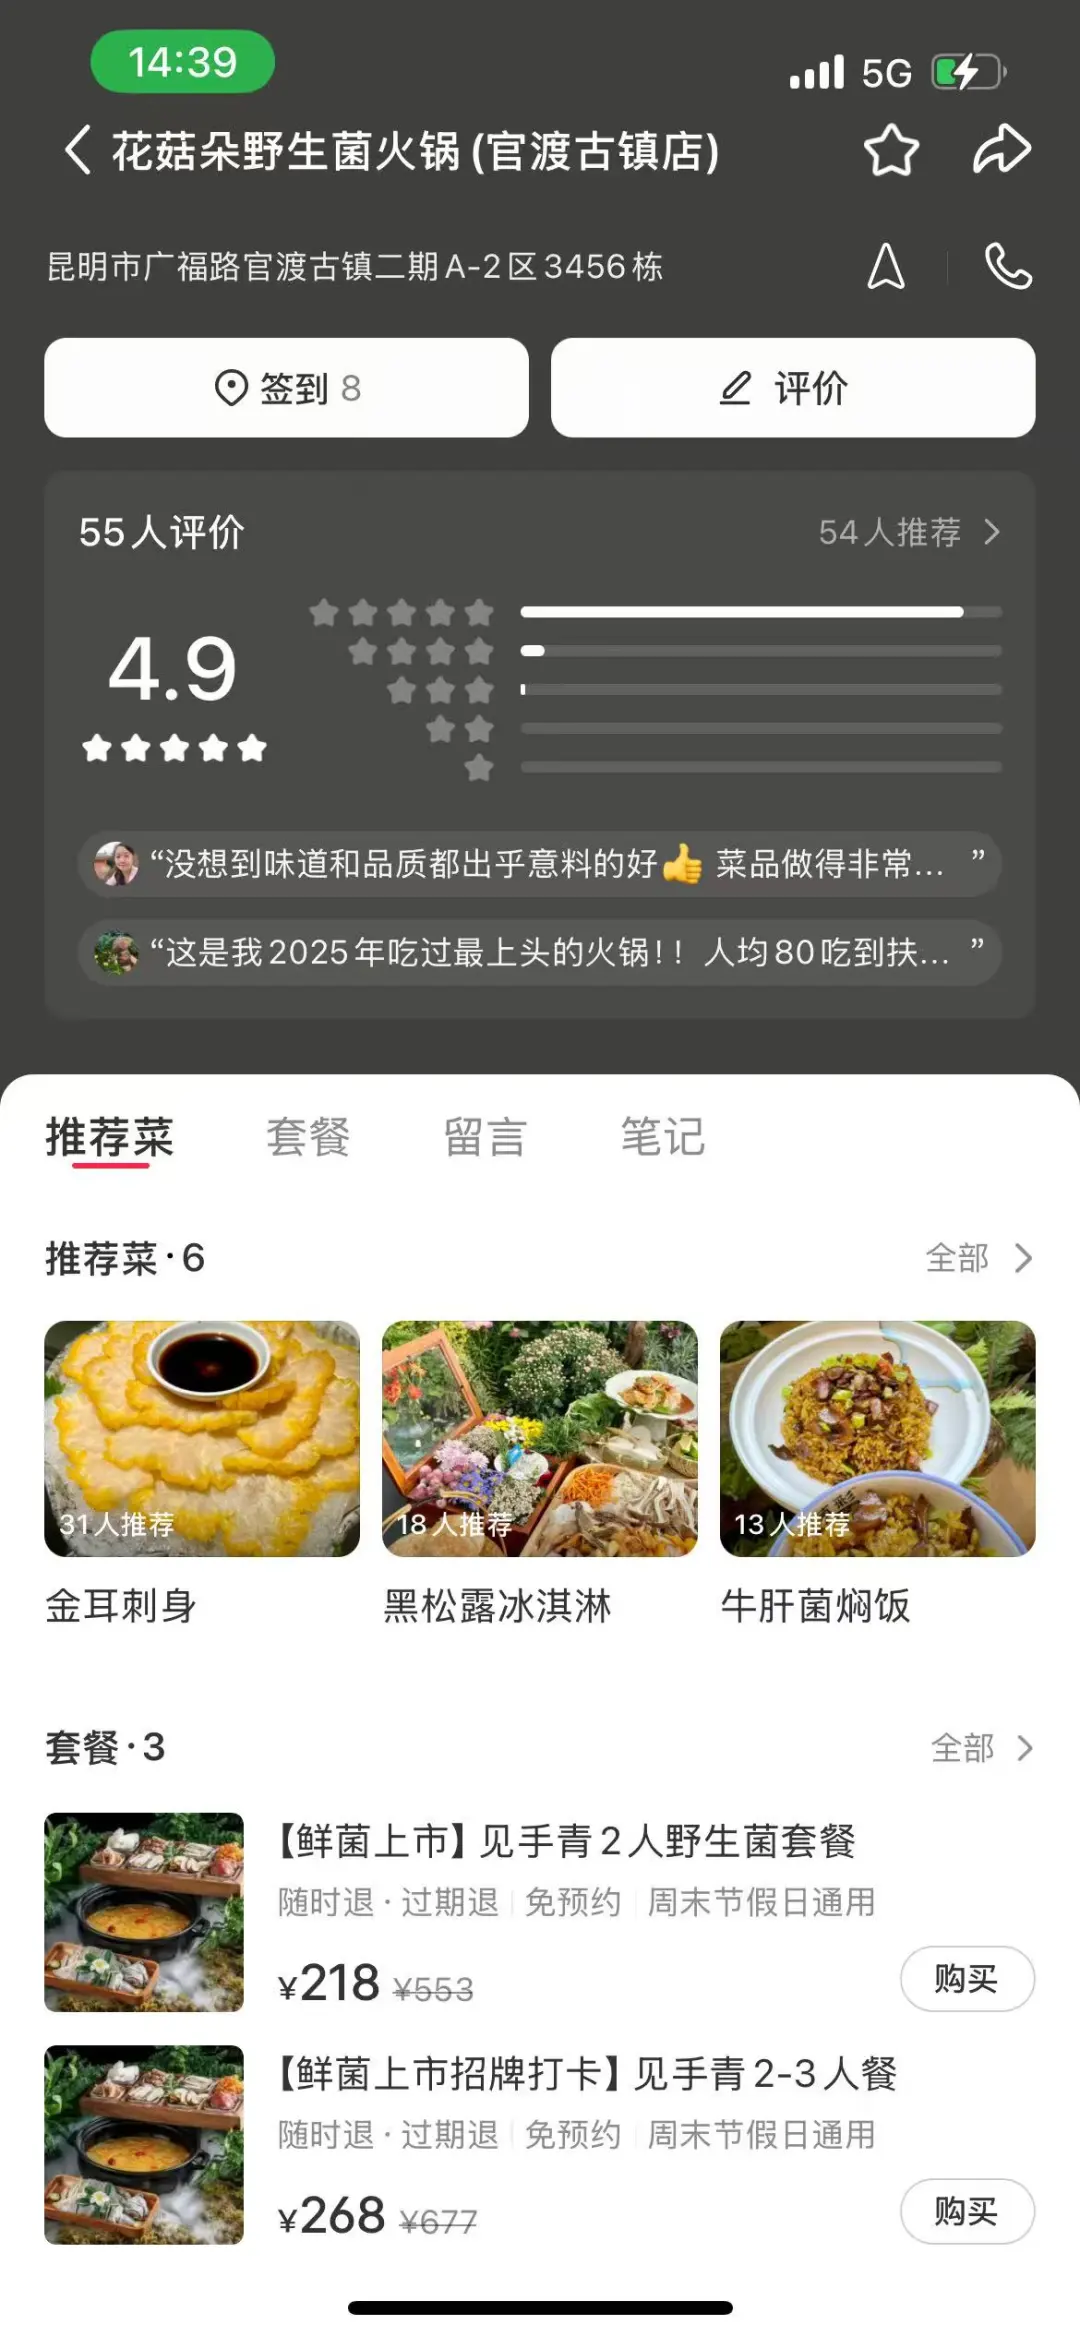 14:39
5G
花菇朵野生菌火锅(官渡古镇店)
昆明市广福路官渡古镇二期A-2区3456栋
签到 8
评价
55人评价
54人推荐
4.9
“没想到味道和品质都出乎意料的好👍 菜品做得非常... ”
“这是我2025年吃过最上头的火锅！！人均80吃到扶... ”
推荐菜
套餐
留言
笔记
推荐菜·6
全部
31人推荐
18人推荐
13人推荐
金耳刺身
黑松露冰淇淋
牛肝菌焖饭
套餐·3
全部
【鲜菌上市】见手青2人野生菌套餐
随时退·过期退 | 免预约 | 周末节假日通用
¥218 ¥553
购买
【鲜菌上市招牌打卡】见手青2-3人餐
随时退·过期退 | 免预约 | 周末节假日通用
¥268 ¥677
购买